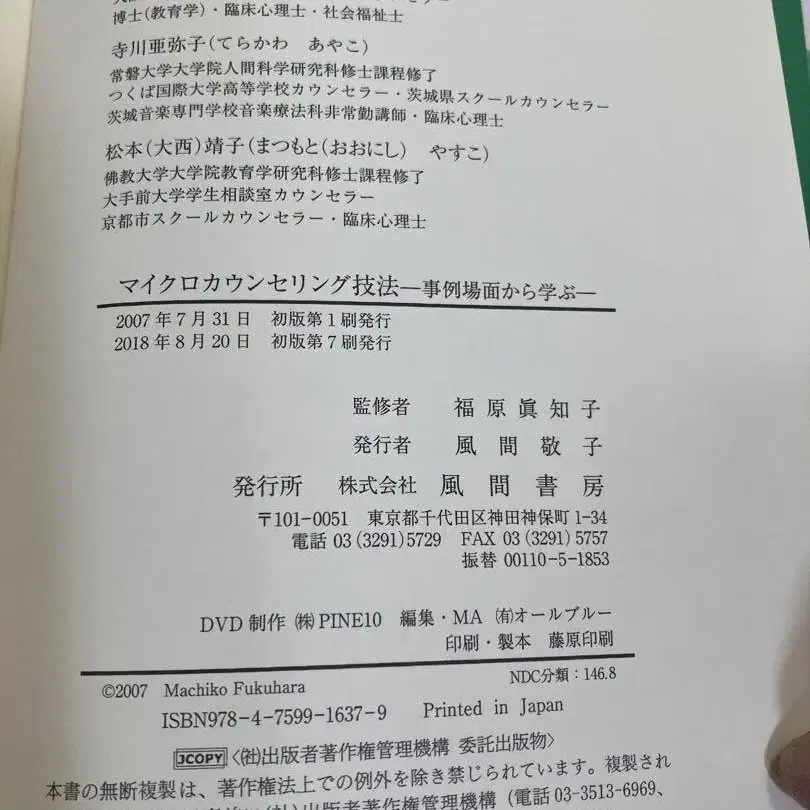 博士(教育学)・臨床心理士・社会福祉士
寺川亜弥子(てらかわ あやこ)
常磐大学大学院人間科学研究科修士課程修了
つくば国際大学高等学校カウンセラー・茨城県スクールカウンセラー
茨城音楽専門学校音楽療法科非常勤講師・臨床心理士
松本(大西)靖子(まつもと(おおにし) やすこ)
佛教大学大学院教育学研究科修士課程修了
大手前大学学生相談室カウンセラー
京都市スクールカウンセラー・臨床心理士
マイクロカウンセリング技法―事例場面から学ぶ―
2007年7月31日 初版第1刷発行
2018年8月20日 初版第7刷発行
監修者 福原眞知子
発行者 風間敬子
発行所 株式会社 風間書房
〒101-0051 東京都千代田区神田神保町1-34
電話 03(3291)5729 FAX 03(3291)5757
振替 00110-5-1853
DVD制作 ㈱PINE10 編集・MA ㈲オールブルー
印刷・製本 藤原印刷
©2007 Machiko Fukuhara
NDC分類:146.8
ISBN978-4-7599-1637-9 Printed in Japan
JCOPY〈㈳出版者著作権管理機構 委託出版物〉
本書の無断複製は、著作権法上での例外を除き禁じられています。複製され
㈳出版者著作権管理機構(電話03-3513-6969、